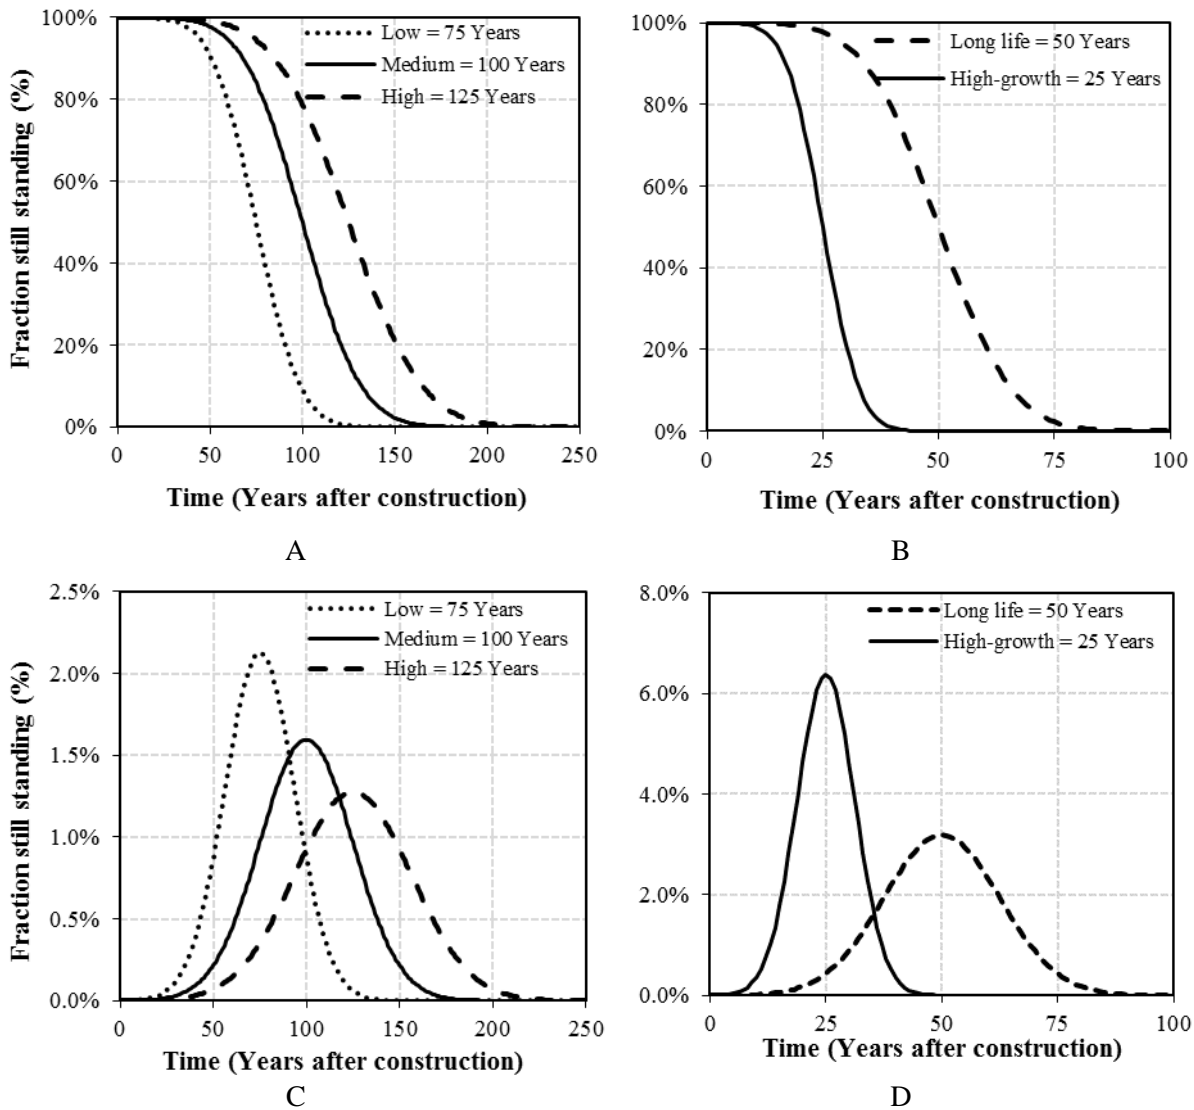 Fraction still standing (%)
100%
80%
60%
40%
20%
0%
0 50 100 150 200 250
Low = 75 Years
Medium = 100 Years
High = 125 Years
Time (Years after construction)
A
100%
80%
60%
40%
20%
0%
0 25 50 75 100
Long life = 50 Years
High-growth = 25 Years
Time (Years after construction)
B
Fraction still standing (%)
2.5%
2.0%
1.5%
1.0%
0.5%
0.0%
0 50 100 150 200 250
Low = 75 Years
Medium = 100 Years
High = 125 Years
Time (Years after construction)
C
8.0%
6.0%
4.0%
2.0%
0.0%
0 25 50 75 100
Long life = 50 Years
High-growth = 25 Years
Time (Years after construction)
D